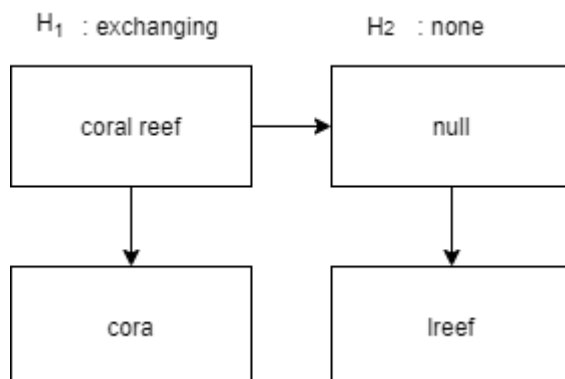 H1 : exchanging
H2 : none
coral reef
null
cora
lreef